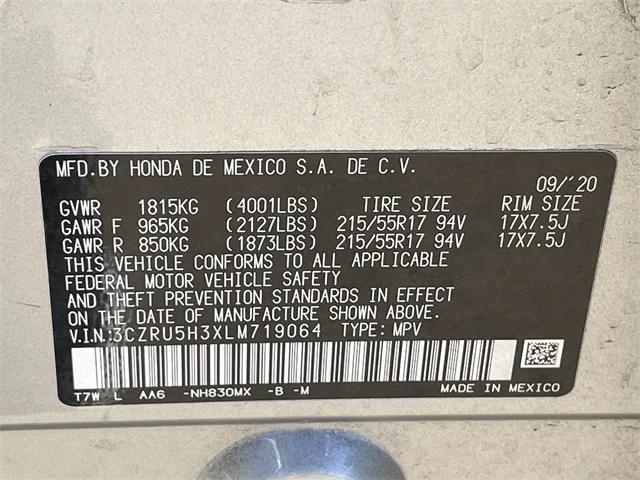 MFD.BY HONDA DE MEXICO S.A. DE C.V.
09/´20
GVWR 1815KG (4001LBS) TIRE SIZE RIM SIZE
GAWR F 965KG (2127LBS) 215/55R17 94V 17X7.5J
GAWR R 850KG (1873LBS) 215/55R17 94V 17X7.5J
THIS VEHICLE CONFORMS TO ALL APPLICABLE
FEDERAL MOTOR VEHICLE SAFETY
AND THEFT PREVENTION STANDARDS IN EFFECT
ON THE DATE OF MANUFACTURE SHOWN ABOVE.
V.I.N:3CZRU5H3XLM719064 TYPE: MPV
T7W L AA6 -NH830MX -B -M MADE IN MEXICO